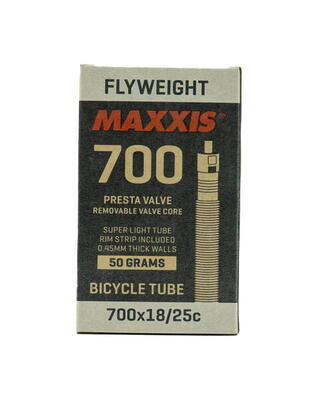 FLYWEIGHT
MAXXIS®
700
PRESTA VALVE
REMOVABLE VALVE CORE
SUPER LIGHT TUBE
RIM STRIP INCLUDED
0.45MM THICK WALLS
50 GRAMS
BICYCLE TUBE
700x18/25c